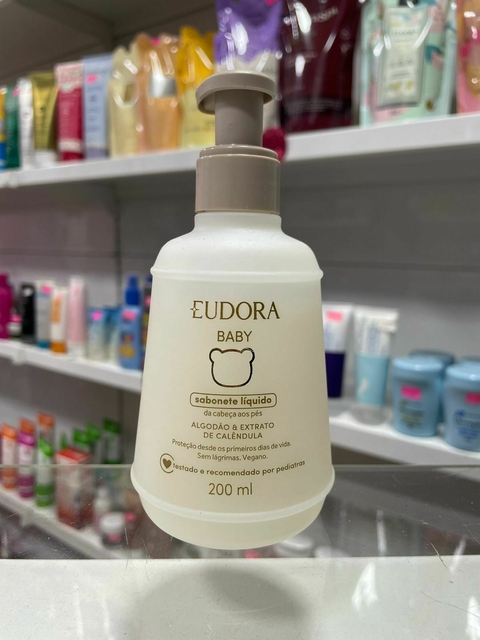 EUDORA
BABY
sabonete líquido
da cabeça aos pés
ALGODÃO & EXTRATO
DE CALÊNDULA
Proteção desde os primeiros dias de vida.
Sem lágrimas. Vegano.
testado e recomendado por pediatras
200 ml